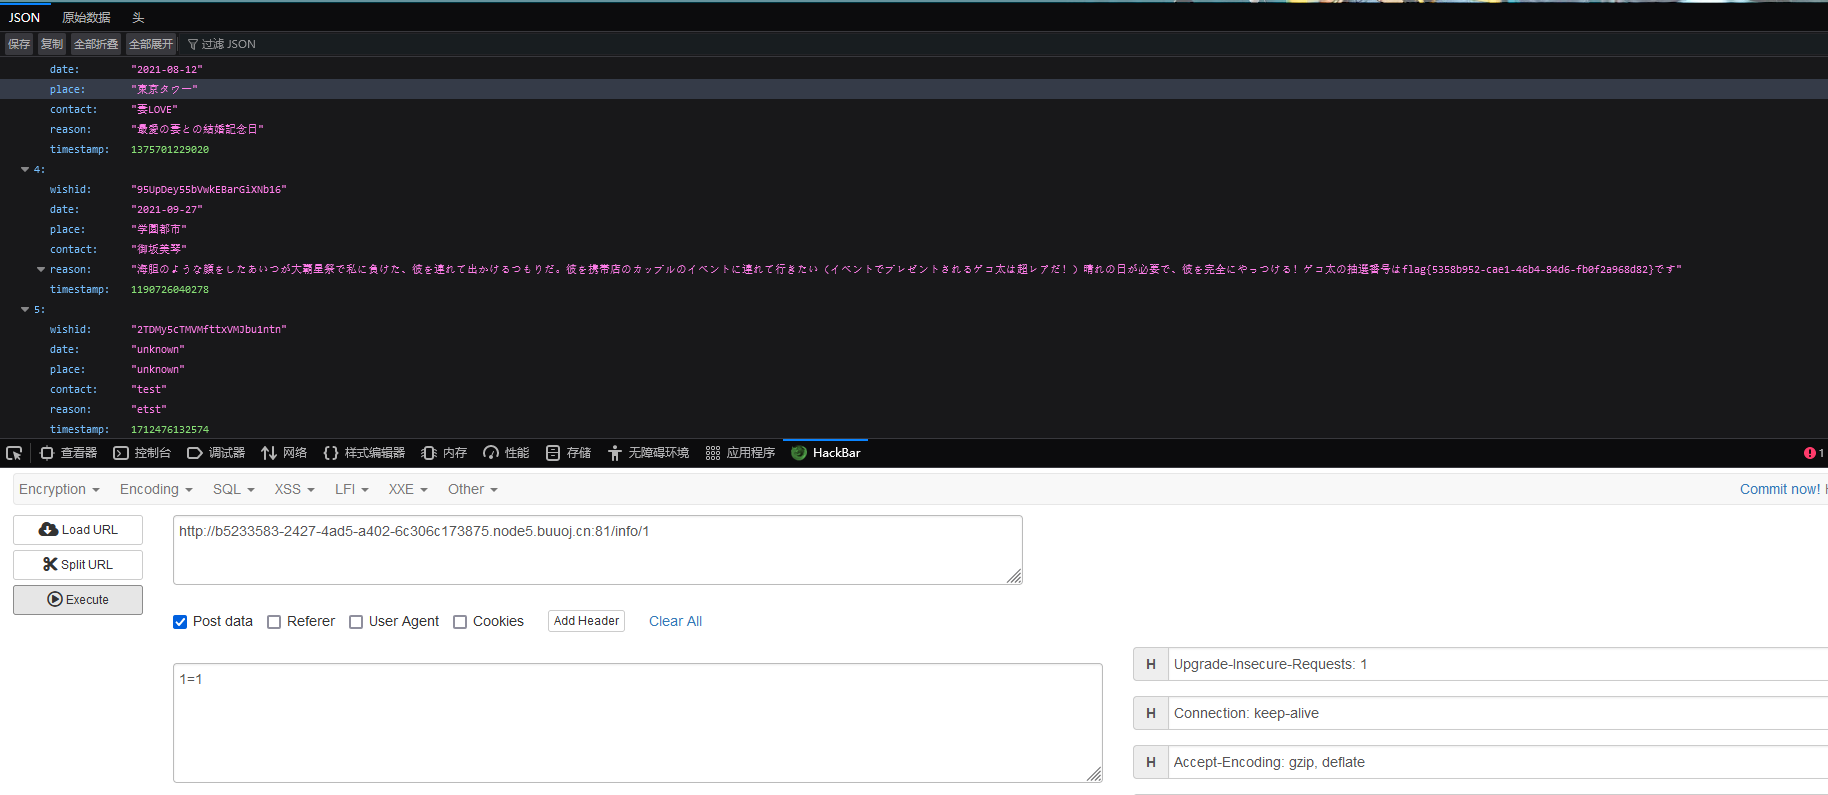 JSON 原始数据 头
保存 复制 全部折叠 全部展开 过滤 JSON
date: "2021-08-12"
place: "東京タワー"
contact: "妻LOVE"
reason: "最愛の妻との結婚記念日"
timestamp: 1375701229020
4:
wishid: "95UpDey55bVwkEBarGiXNb16"
date: "2021-09-27"
place: "学園都市"
contact: "御坂美琴"
reason: "海胆のような顔をしたあいつが大覇星祭で私に負けた、彼を連れて出かけるつもりだ。彼を携帯店のカップルのイベントに連れて行きたい（イベントでプレゼントされるゲコ太は超レアだ！）晴れの日が必要で、彼を完全にやっつける！ゲコ太の抽選番号はflag{5358b952-cae1-46b4-84d6-fb0f2a968d82}です"
timestamp: 1190726040278
5:
wishid: "2TDMy5cTMVMfttxVMJbu1ntn"
date: "unknown"
place: "unknown"
contact: "test"
reason: "etst"
timestamp: 1712476132574
查看器 控制台 调试器 网络 样式编辑器 内存 性能 存储 无障碍环境 应用程序 HackBar 1
Encryption Encoding SQL XSS LFI XXE Other Commit now!
Load URL
http://b5233583-2427-4ad5-a402-6c306c173875.node5.buuoj.cn:81/info/1
Split URL
Execute
Post data Referer User Agent Cookies Add Header Clear All
1=1
H Upgrade-Insecure-Requests: 1
H Connection: keep-alive
H Accept-Encoding: gzip, deflate